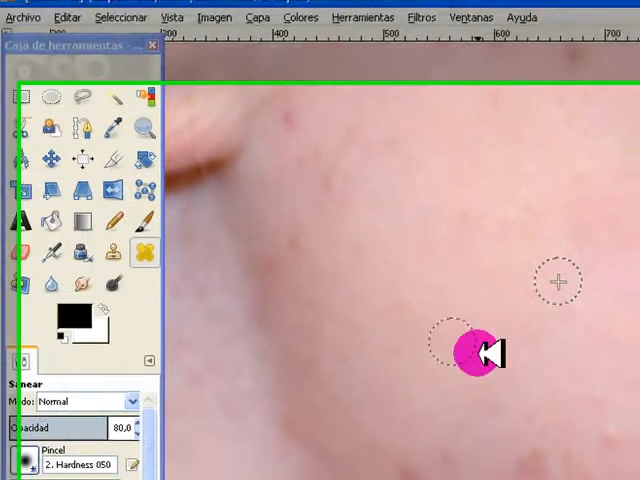 Archivo Editar Seleccionar Vista Imagen Capa Colores Herramientas Filtros Ventanas Ayuda
300 400 500 600 700
Caja de herramientas - ...
Sanear
Modo: Normal
Opacidad 80,0
Pincel
2. Hardness 050